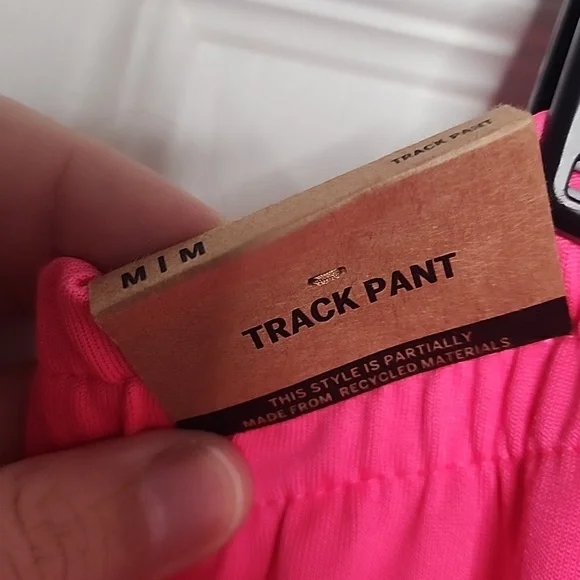 M I M
TRACK PANT
TRACK PANT
THIS STYLE IS PARTIALLY
MADE FROM RECYCLED MATERIALS